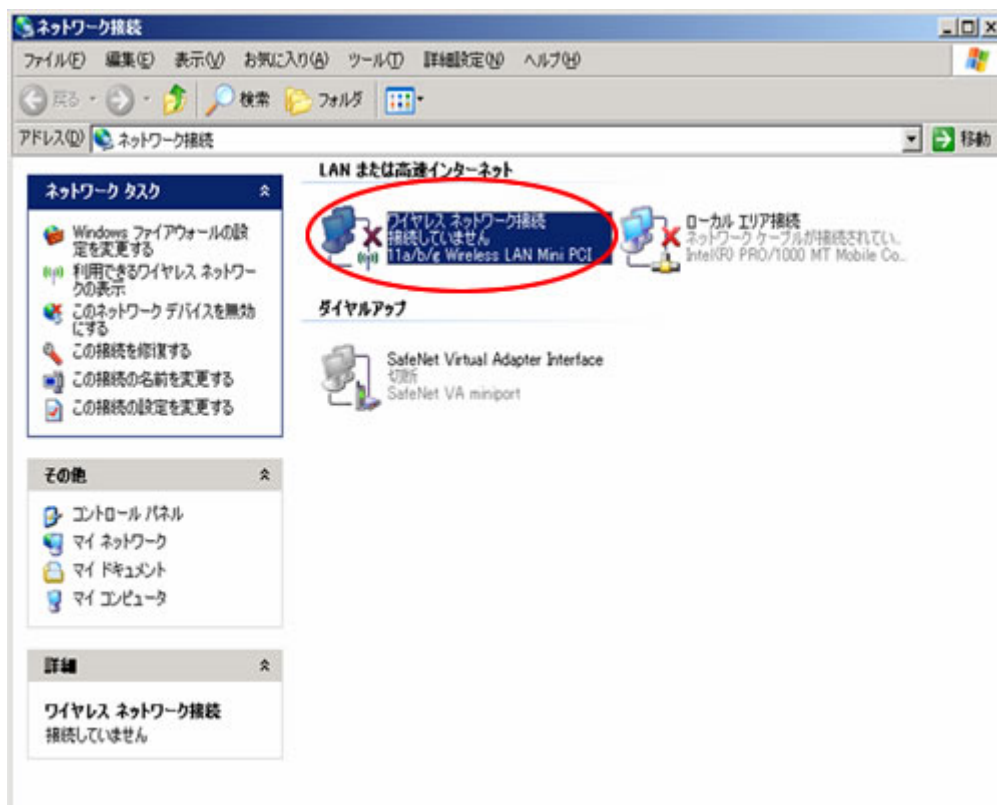 ネットワーク接続
ファイル(F) 編集(E) 表示(V) お気に入り(A) ツール(T) 詳細設定(N) ヘルプ(H)
戻る 検索 フォルダ
アドレス(D) ネットワーク接続 移動
ネットワーク タスク
Windows ファイアウォールの設
定を変更する
利用できるワイヤレス ネットワー
クの表示
このネットワーク デバイスを無効
にする
この接続を修復する
この接続の名前を変更する
この接続の設定を変更する
その他
コントロール パネル
マイ ネットワーク
マイ ドキュメント
マイ コンピュータ
詳細
ワイヤレス ネットワーク接続
接続していません
LAN または高速インターネット
ワイヤレス ネットワーク接続
接続していません
11a/b/g Wireless LAN Mini PCI
ローカル エリア接続
ネットワーク ケーブルが接続されてい...
Intel(R) PRO/1000 MT Mobile Co...
ダイヤルアップ
SafeNet Virtual Adapter Interface
切断
SafeNet VA miniport